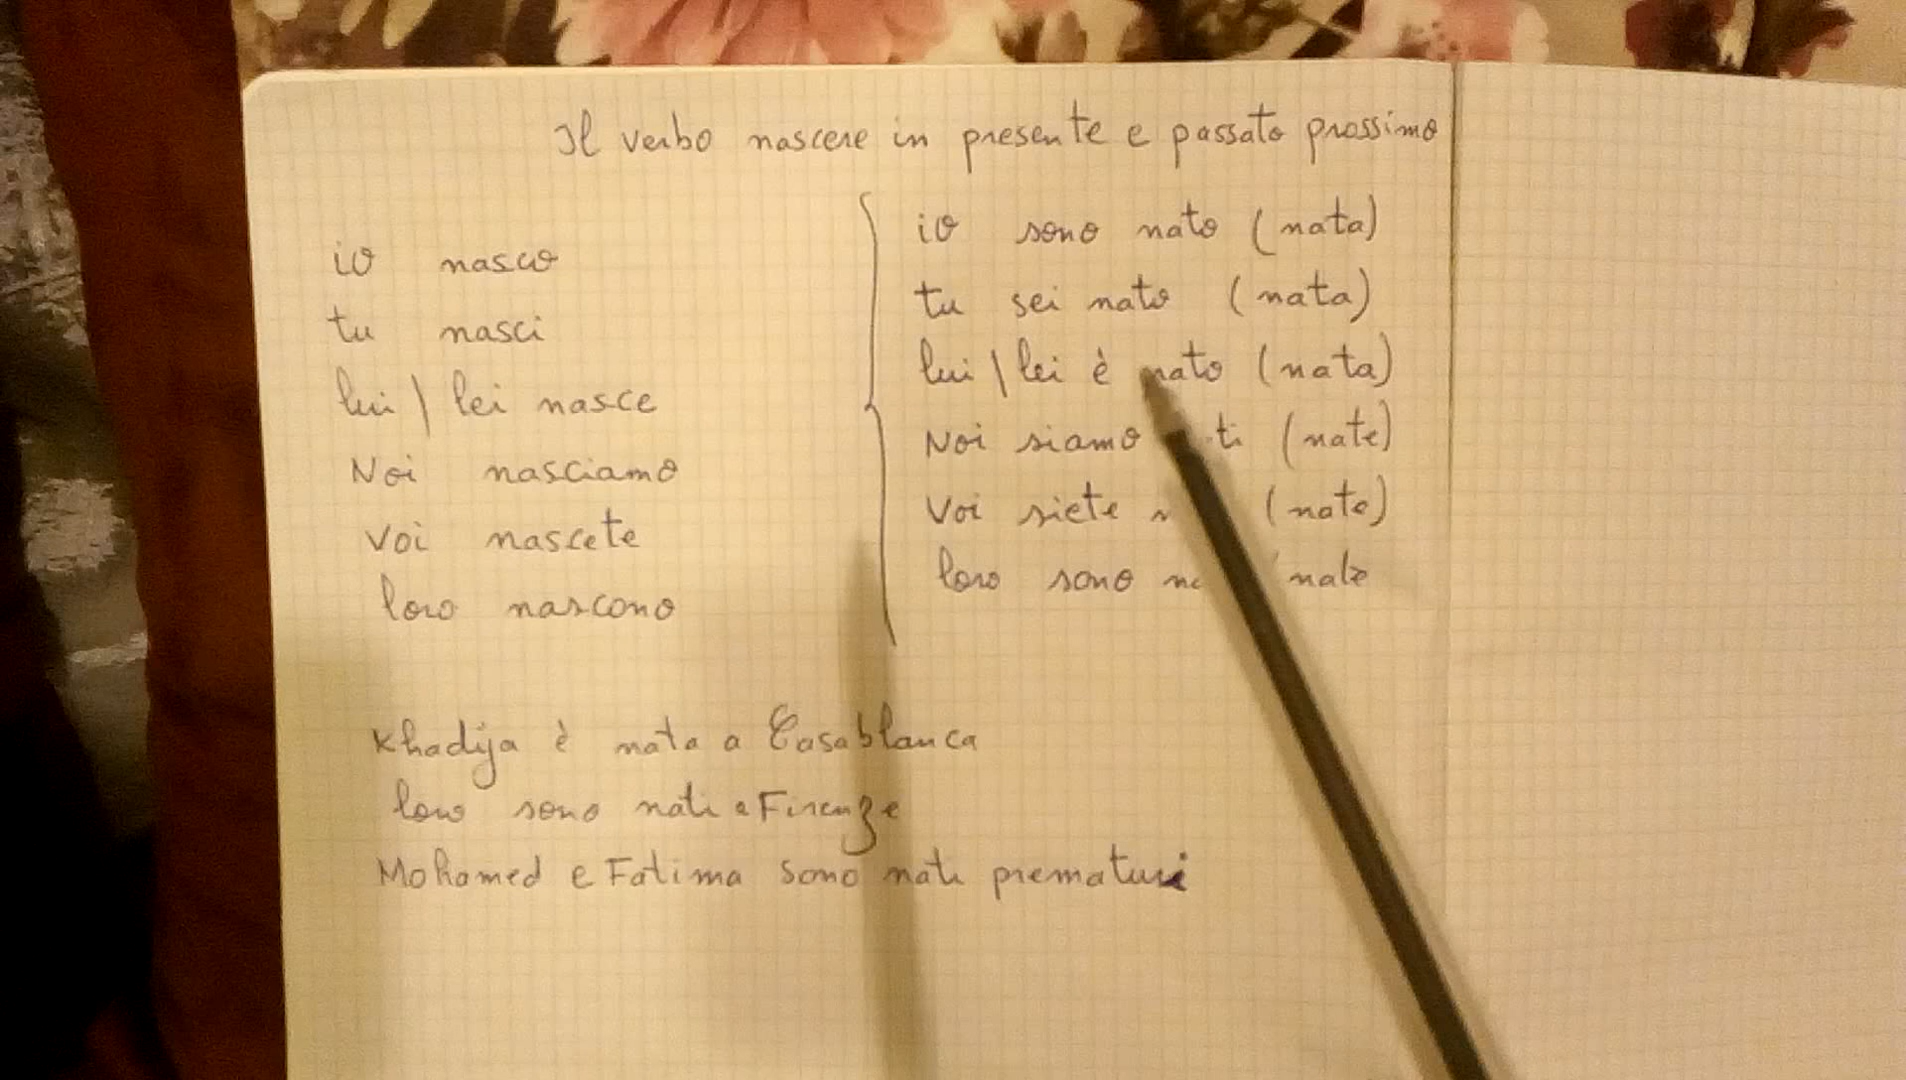 Il verbo nascere in presente e passato prossimo
io nasco
tu nasci
lui / lei nasce
Noi nasciamo
Voi nascete
loro nascono
io sono nato (nata)
tu sei nato (nata)
lui \ lei è nato (nata)
Noi siamo (nate)
Voi siete (nate)
loro sono nate
Khadija è nata a Casablanca
loro sono nati a Firenze
Mohamed e Fatima sono nati prematuri